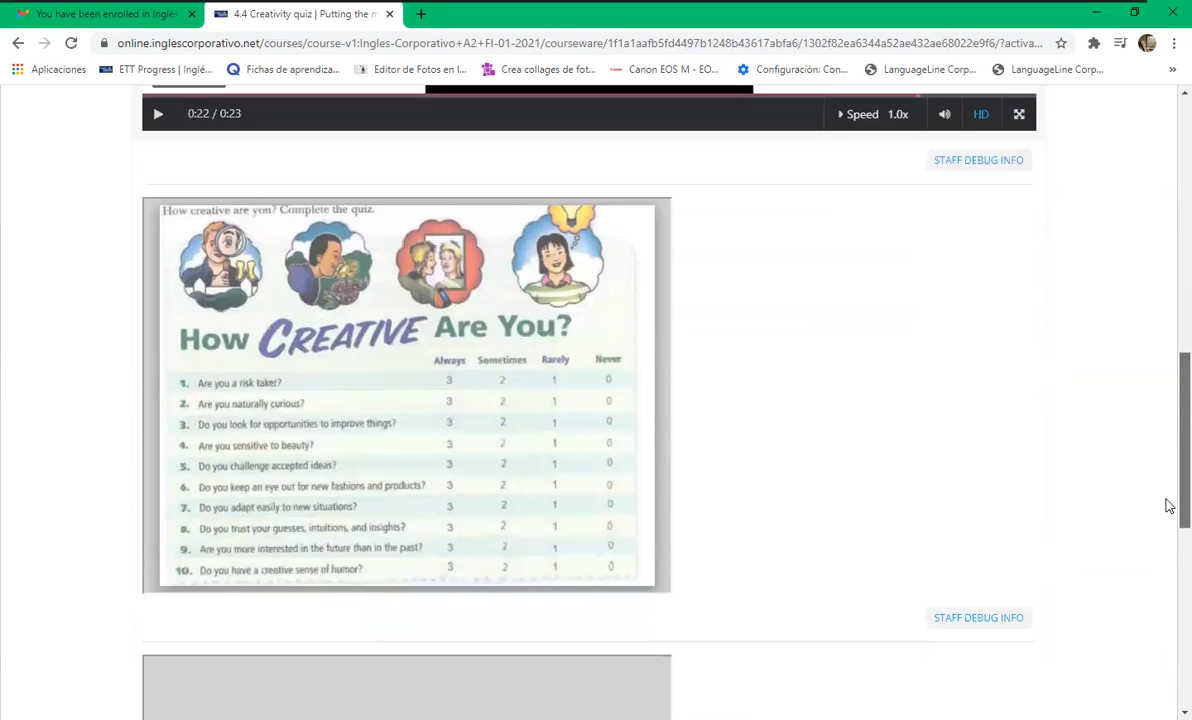 You have been enrolled in Inglés
4.4 Creativity quiz | Putting the m
online.inglescorporativo.net/courses/course-v1:Ingles-Corporativo+A2+FI-01-2021/courseware/1f1a1aafb5fd4497b1248b43617abfa6/1302f82ea6344a52ae432ae68022e9f6/?activa...
Aplicaciones
ETT Progress | Inglé...
Fichas de aprendiza...
Editor de Fotos en l...
Crea collages de fot...
Canon EOS M - EO...
Configuración: Con...
LanguageLine Corp...
LanguageLine Corp...
»
0:22 / 0:23
Speed 1.0x
HD
STAFF DEBUG INFO
How creative are you? Complete the quiz.
How CREATIVE Are You?
Always Sometimes Rarely Never
1. Are you a risk taker? 3 2 1 0
2. Are you naturally curious? 3 2 1 0
3. Do you look for opportunities to improve things? 3 2 1 0
4. Are you sensitive to beauty? 3 2 1 0
5. Do you challenge accepted ideas? 3 2 1 0
6. Do you keep an eye out for new fashions and products? 3 2 1 0
7. Do you adapt easily to new situations? 3 2 1 0
8. Do you trust your guesses, intuitions, and insights? 3 2 1 0
9. Are you more interested in the future than in the past? 3 2 1 0
10. Do you have a creative sense of humor? 3 2 1 0
STAFF DEBUG INFO